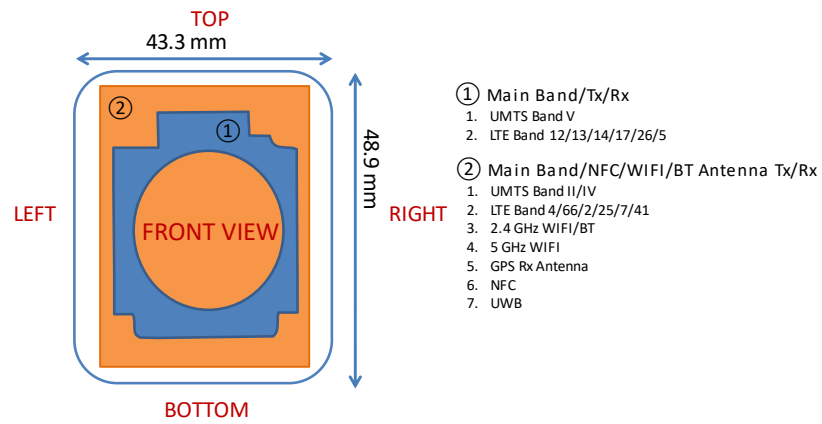 TOP
43.3 mm
②
①
48.9 mm
LEFT
FRONT VIEW
RIGHT
BOTTOM
① Main Band/Tx/Rx
1. UMTS Band V
2. LTE Band 12/13/14/17/26/5
② Main Band/NFC/WIFI/BT Antenna Tx/Rx
1. UMTS Band II/IV
2. LTE Band 4/66/2/25/7/41
3. 2.4 GHz WIFI/BT
4. 5 GHz WIFI
5. GPS Rx Antenna
6. NFC
7. UWB